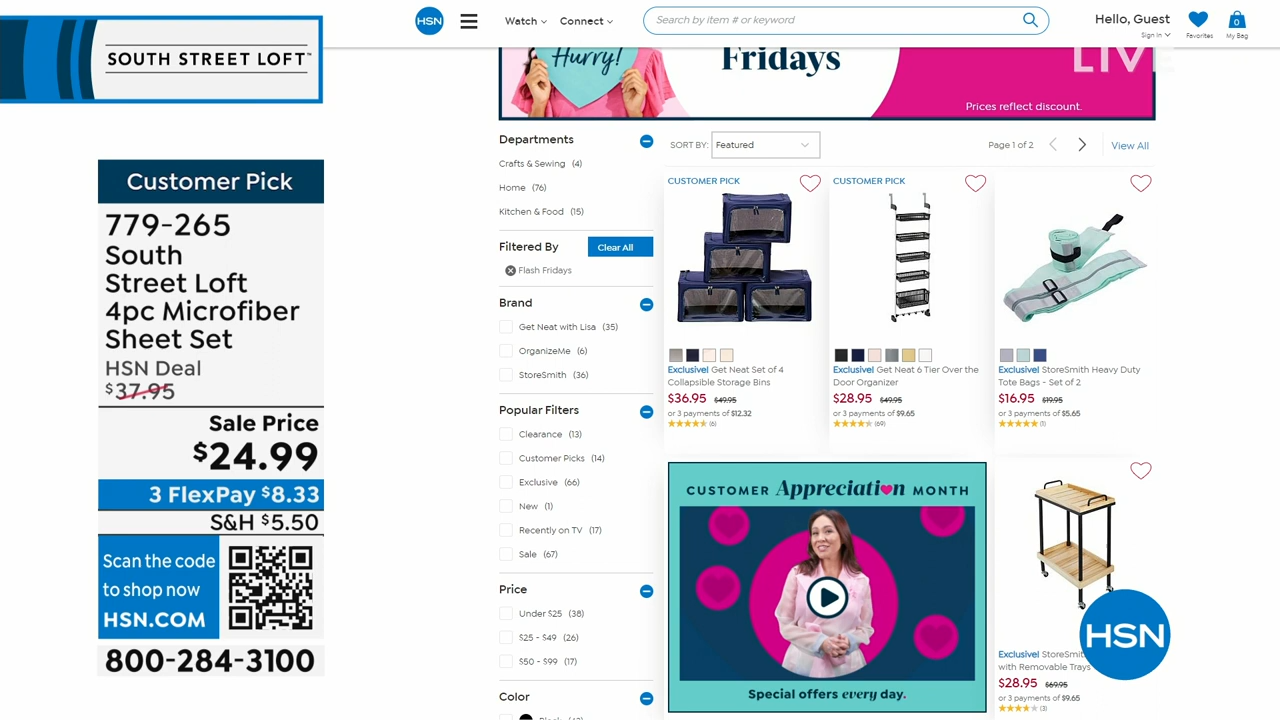 SOUTH STREET LOFT™
Customer Pick
779-265
South
Street Loft
4pc Microfiber
Sheet Set
HSN Deal
$37.95
Sale Price
$24.99
3 FlexPay $8.33
S&H $5.50
Scan the code
to shop now
HSN.COM
800-284-3100
HSN
Watch
Connect
Search by item # or keyword
Hello, Guest
Sign in
Favorites
0
My Bag
Hurry!
Fridays
LIVE
Prices reflect discount.
Departments
Crafts & Sewing (4)
Home (76)
Kitchen & Food (15)
Filtered By
Clear All
Flash Fridays
Brand
Get Neat with Lisa (35)
OrganizeMe (6)
StoreSmith (36)
Popular Filters
Clearance (13)
Customer Picks (14)
Exclusive (66)
New (1)
Recently on TV (17)
Sale (67)
Price
Under $25 (38)
$25 - $49 (26)
$50 - $99 (17)
Color
SORT BY:
Featured
Page 1 of 2
View All
CUSTOMER PICK
Exclusive! Get Neat Set of 4
Collapsible Storage Bins
$36.95 $49.95
or 3 payments of $12.32
(6)
CUSTOMER PICK
Exclusive! Get Neat 6 Tier Over the
Door Organizer
$28.95 $49.95
or 3 payments of $9.65
(69)
Exclusive! StoreSmith Heavy Duty
Tote Bags - Set of 2
$16.95 $19.95
or 3 payments of $5.65
(1)
CUSTOMER Appreciation MONTH
Special offers every day.
Exclusive! StoreSmit
with Removable Trays
$28.95 $69.95
or 3 payments of $9.65
(3)
HSN